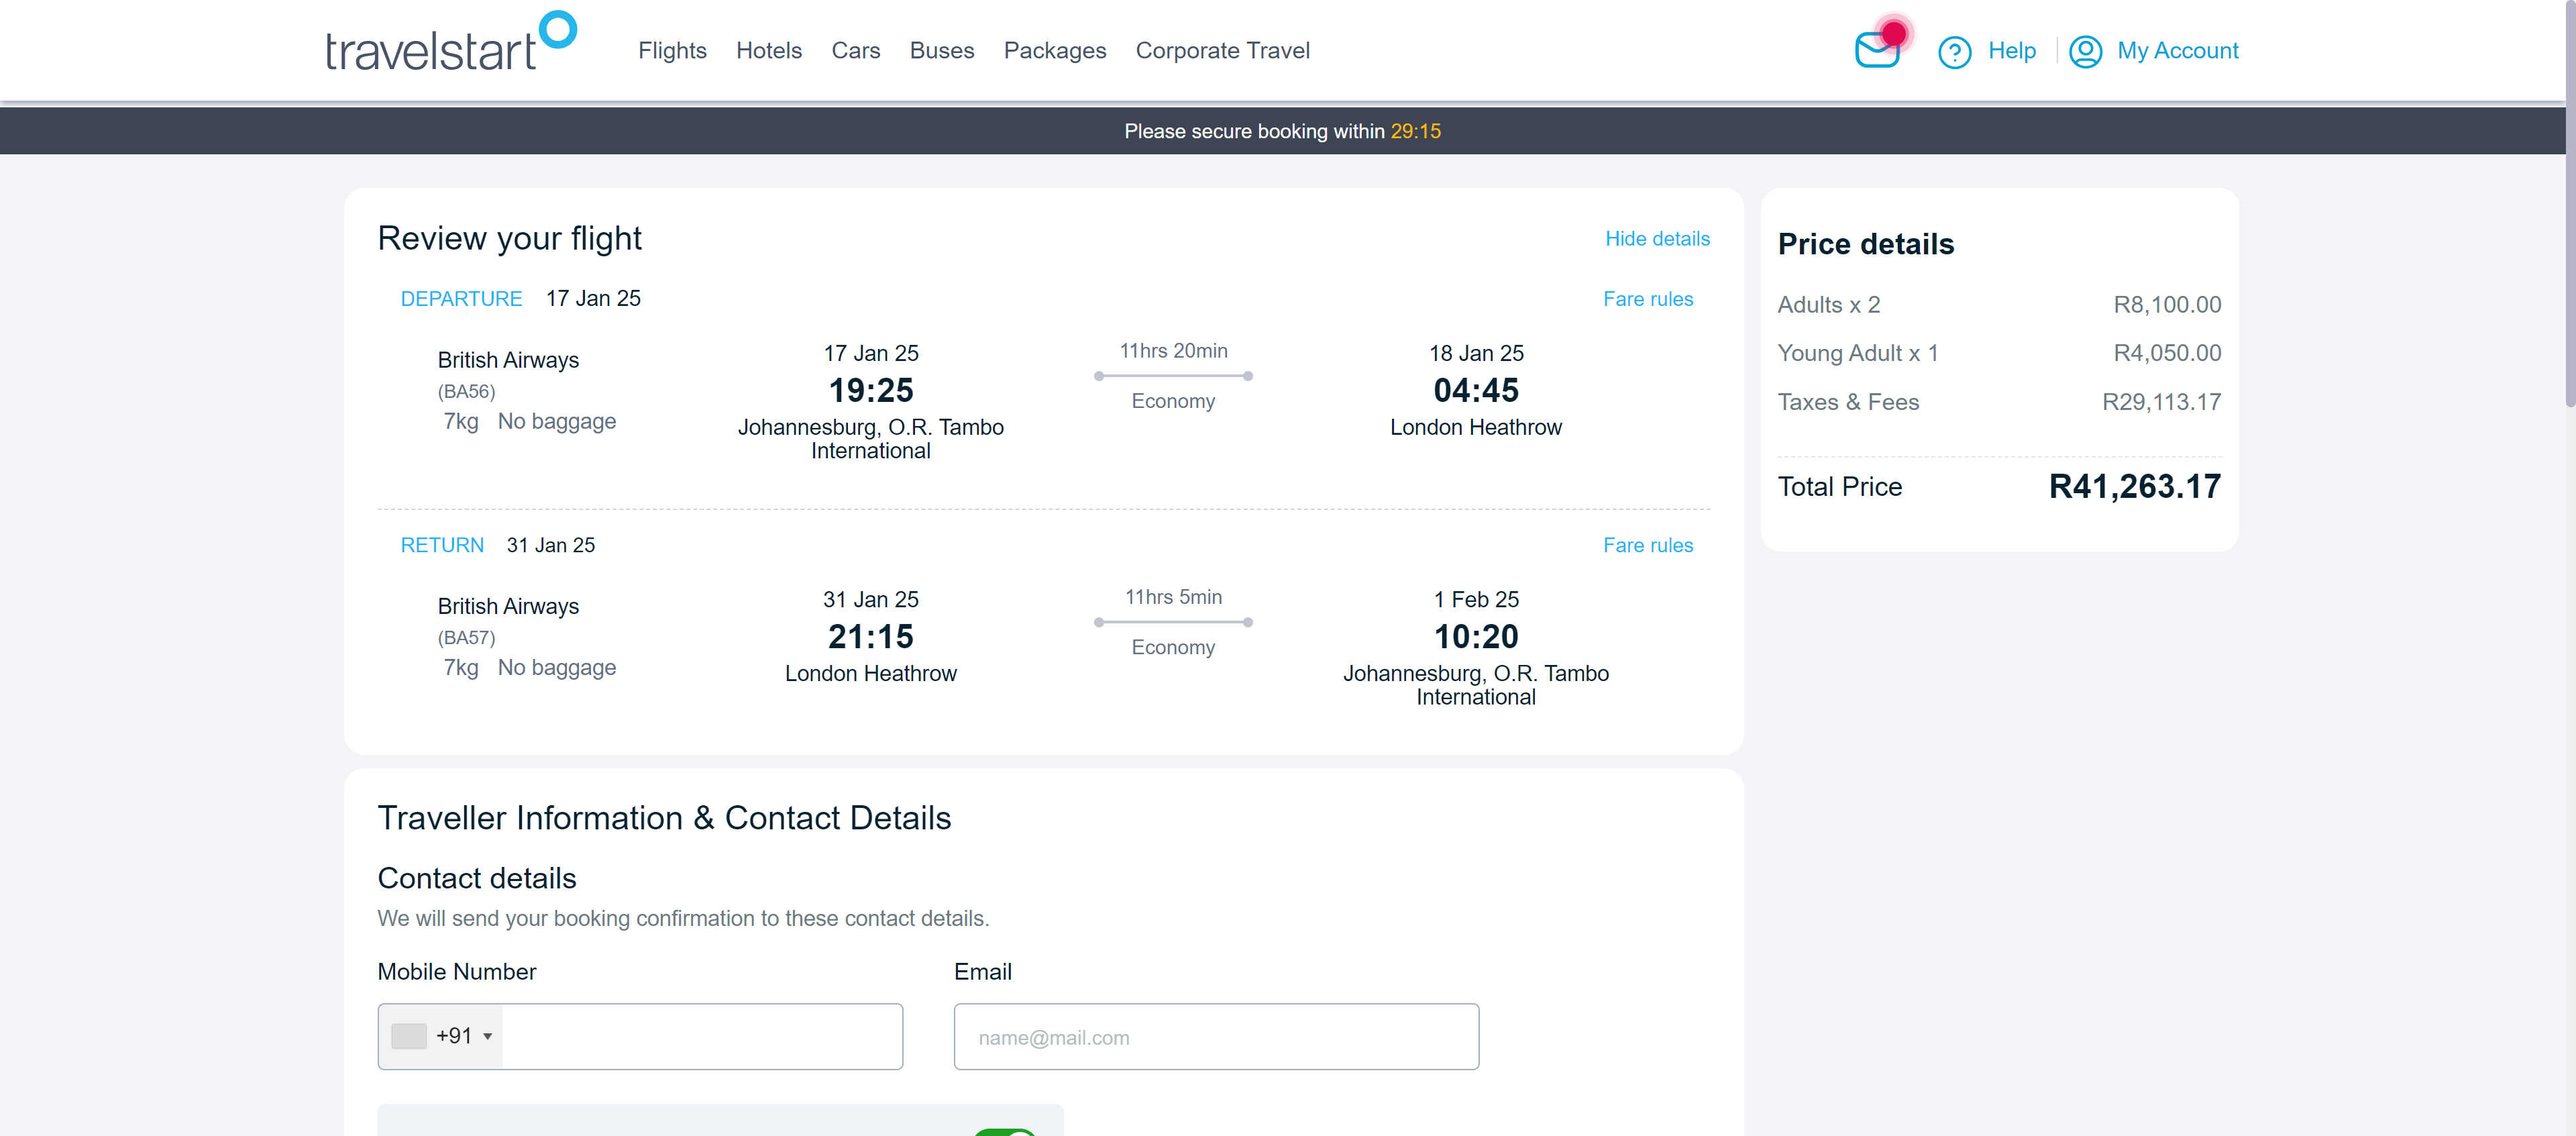 travelstart
Flights Hotels Cars Buses Packages Corporate Travel
Help My Account
Please secure booking within 29:15
Review your flight
Hide details
DEPARTURE 17 Jan 25
Fare rules
British Airways
(BA56)
7kg No baggage
17 Jan 25
19:25
Johannesburg, O.R. Tambo
International
11hrs 20min
Economy
18 Jan 25
04:45
London Heathrow
RETURN 31 Jan 25
Fare rules
British Airways
(BA57)
7kg No baggage
31 Jan 25
21:15
London Heathrow
11hrs 5min
Economy
1 Feb 25
10:20
Johannesburg, O.R. Tambo
International
Price details
Adults x 2 R8,100.00
Young Adult x 1 R4,050.00
Taxes & Fees R29,113.17
Total Price R41,263.17
Traveller Information & Contact Details
Contact details
We will send your booking confirmation to these contact details.
Mobile Number
+91
Email
name@mail.com